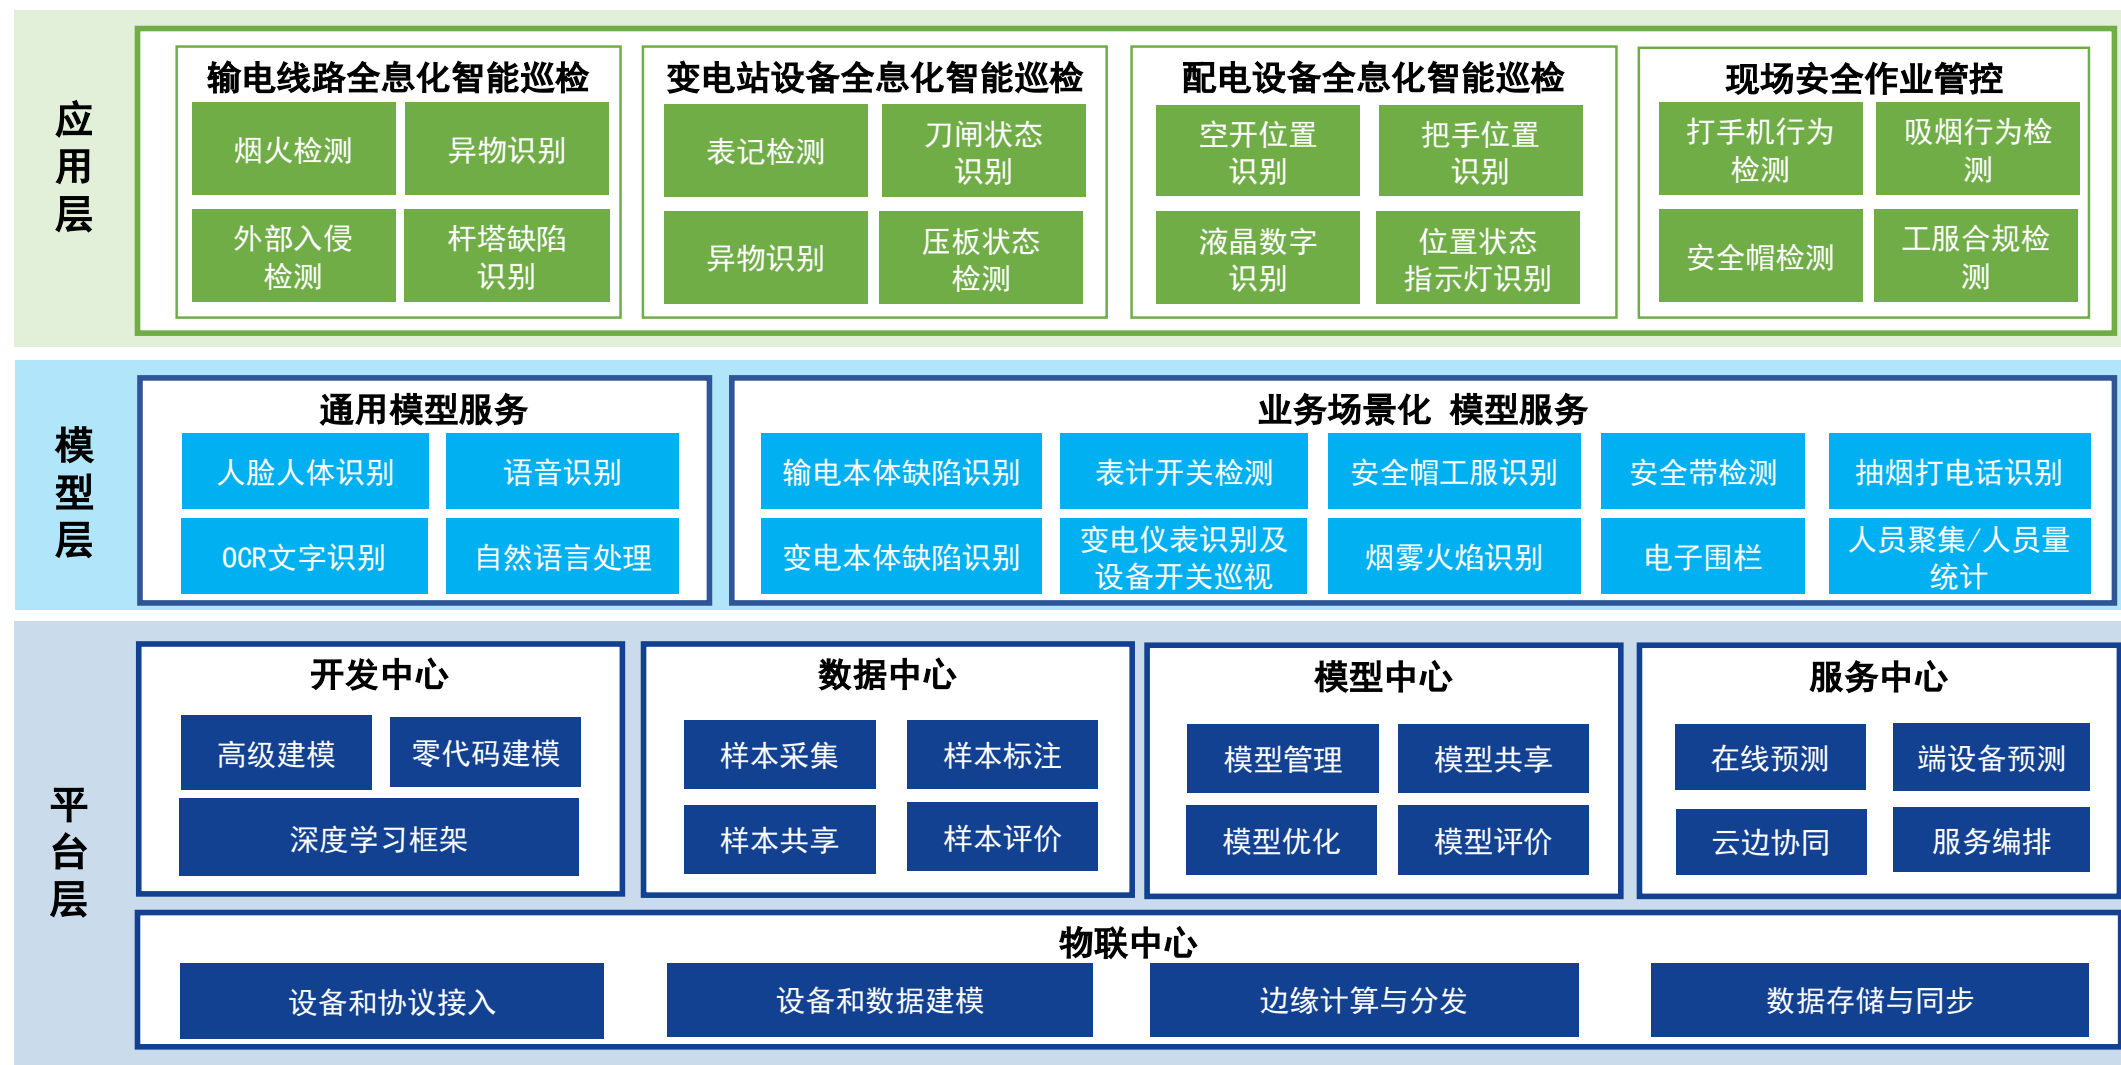 应
用
层
输电线路全息化智能巡检
烟火检测
异物识别
外部入侵
检测
杆塔缺陷
识别
变电站设备全息化智能巡检
表记检测
刀闸状态
识别
异物识别
压板状态
检测
配电设备全息化智能巡检
空开位置
识别
把手位置
识别
液晶数字
识别
位置状态
指示灯识别
现场安全作业管控
打手机行为
检测
吸烟行为检
测
安全帽检测
工服合规检
测
模
型
层
通用模型服务
人脸人体识别
语音识别
OCR文字识别
自然语言处理
业务场景化 模型服务
输电本体缺陷识别
表计开关检测
安全帽工服识别
安全带检测
抽烟打电话识别
变电本体缺陷识别
变电仪表识别及
设备开关巡视
烟雾火焰识别
电子围栏
人员聚集/人员量
统计
平
台
层
开发中心
高级建模
零代码建模
深度学习框架
数据中心
样本采集
样本标注
样本共享
样本评价
模型中心
模型管理
模型共享
模型优化
模型评价
服务中心
在线预测
端设备预测
云边协同
服务编排
物联中心
设备和协议接入
设备和数据建模
边缘计算与分发
数据存储与同步